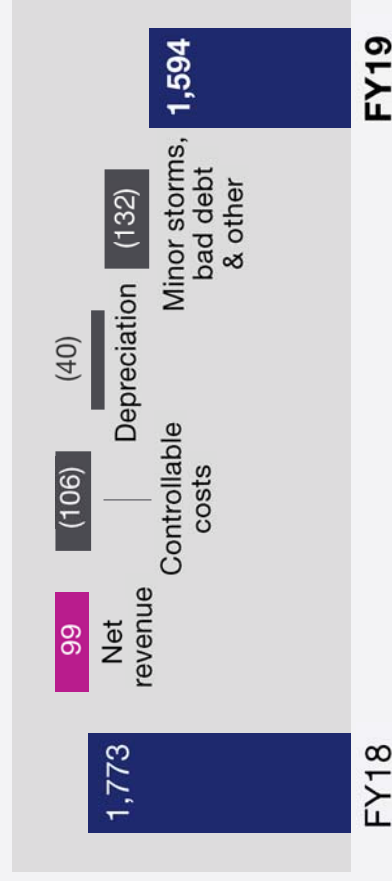 1,773
99
Net
revenue
(106)
Controllable
costs
(40)
Depreciation
(132)
Minor storms,
bad debt
& other
1,594
FY18
FY19